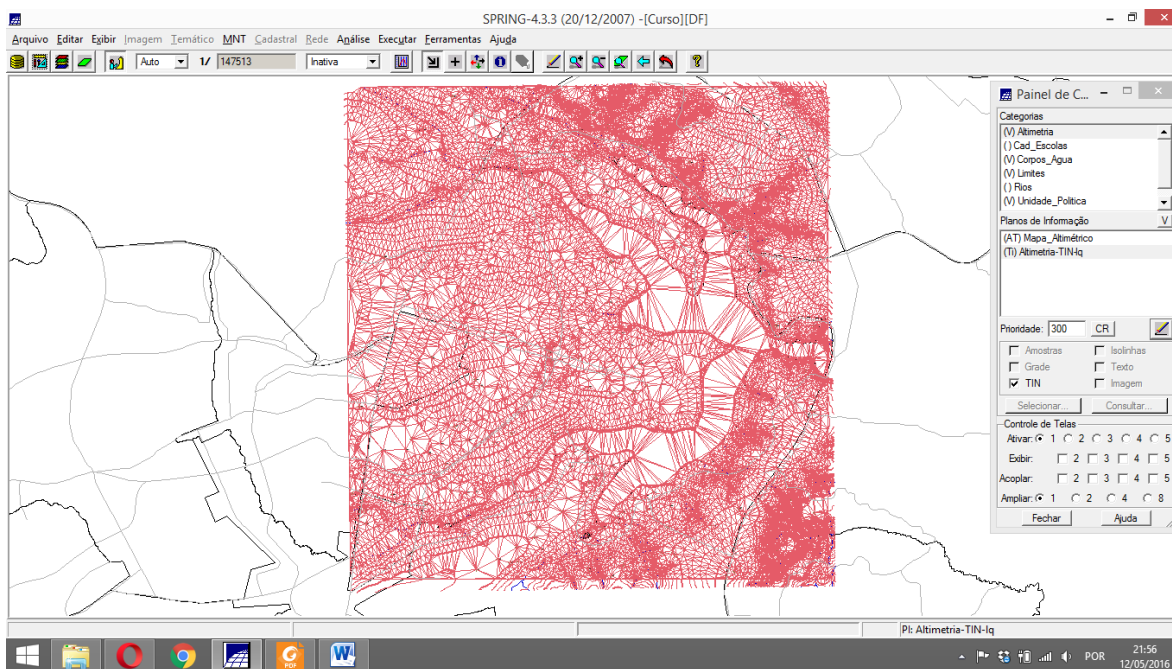 SPRING-4.3.3 (20/12/2007) -[Curso][DF]
Arquivo Editar Exibir Imagem Temático MNT Cadastral Rede Análise Executar Ferramentas Ajuda
Auto 1/ 147513 Inativa
Painel de C...
Categorias
(V) Altimetria
( ) Cad_Escolas
(V) Corpos_Agua
(V) Limites
( ) Rios
(V) Unidade_Politica
Planos de Informação V
(AT) Mapa_Altimétrico
(Ti) Altimetria-TIN-lq
Prioridade: 300 CR
Amostras Isolinhas
Grade Texto
TIN Imagem
Selecionar... Consultar...
Controle de Telas
Ativar: 1 2 3 4 5
Exibir: 2 3 4 5
Acoplar: 2 3 4 5
Ampliar: 1 2 4 8
Fechar Ajuda
PI: Altimetria-TIN-lq
PDF
POR 21:56
12/05/2016